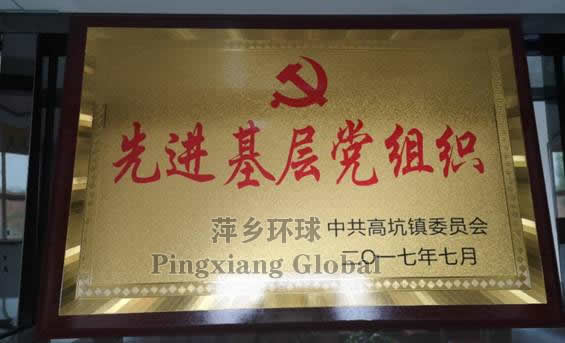 先进基层党组织
萍乡环球
中共高坑镇委员会
Pingxiang Global
二〇一七年七月